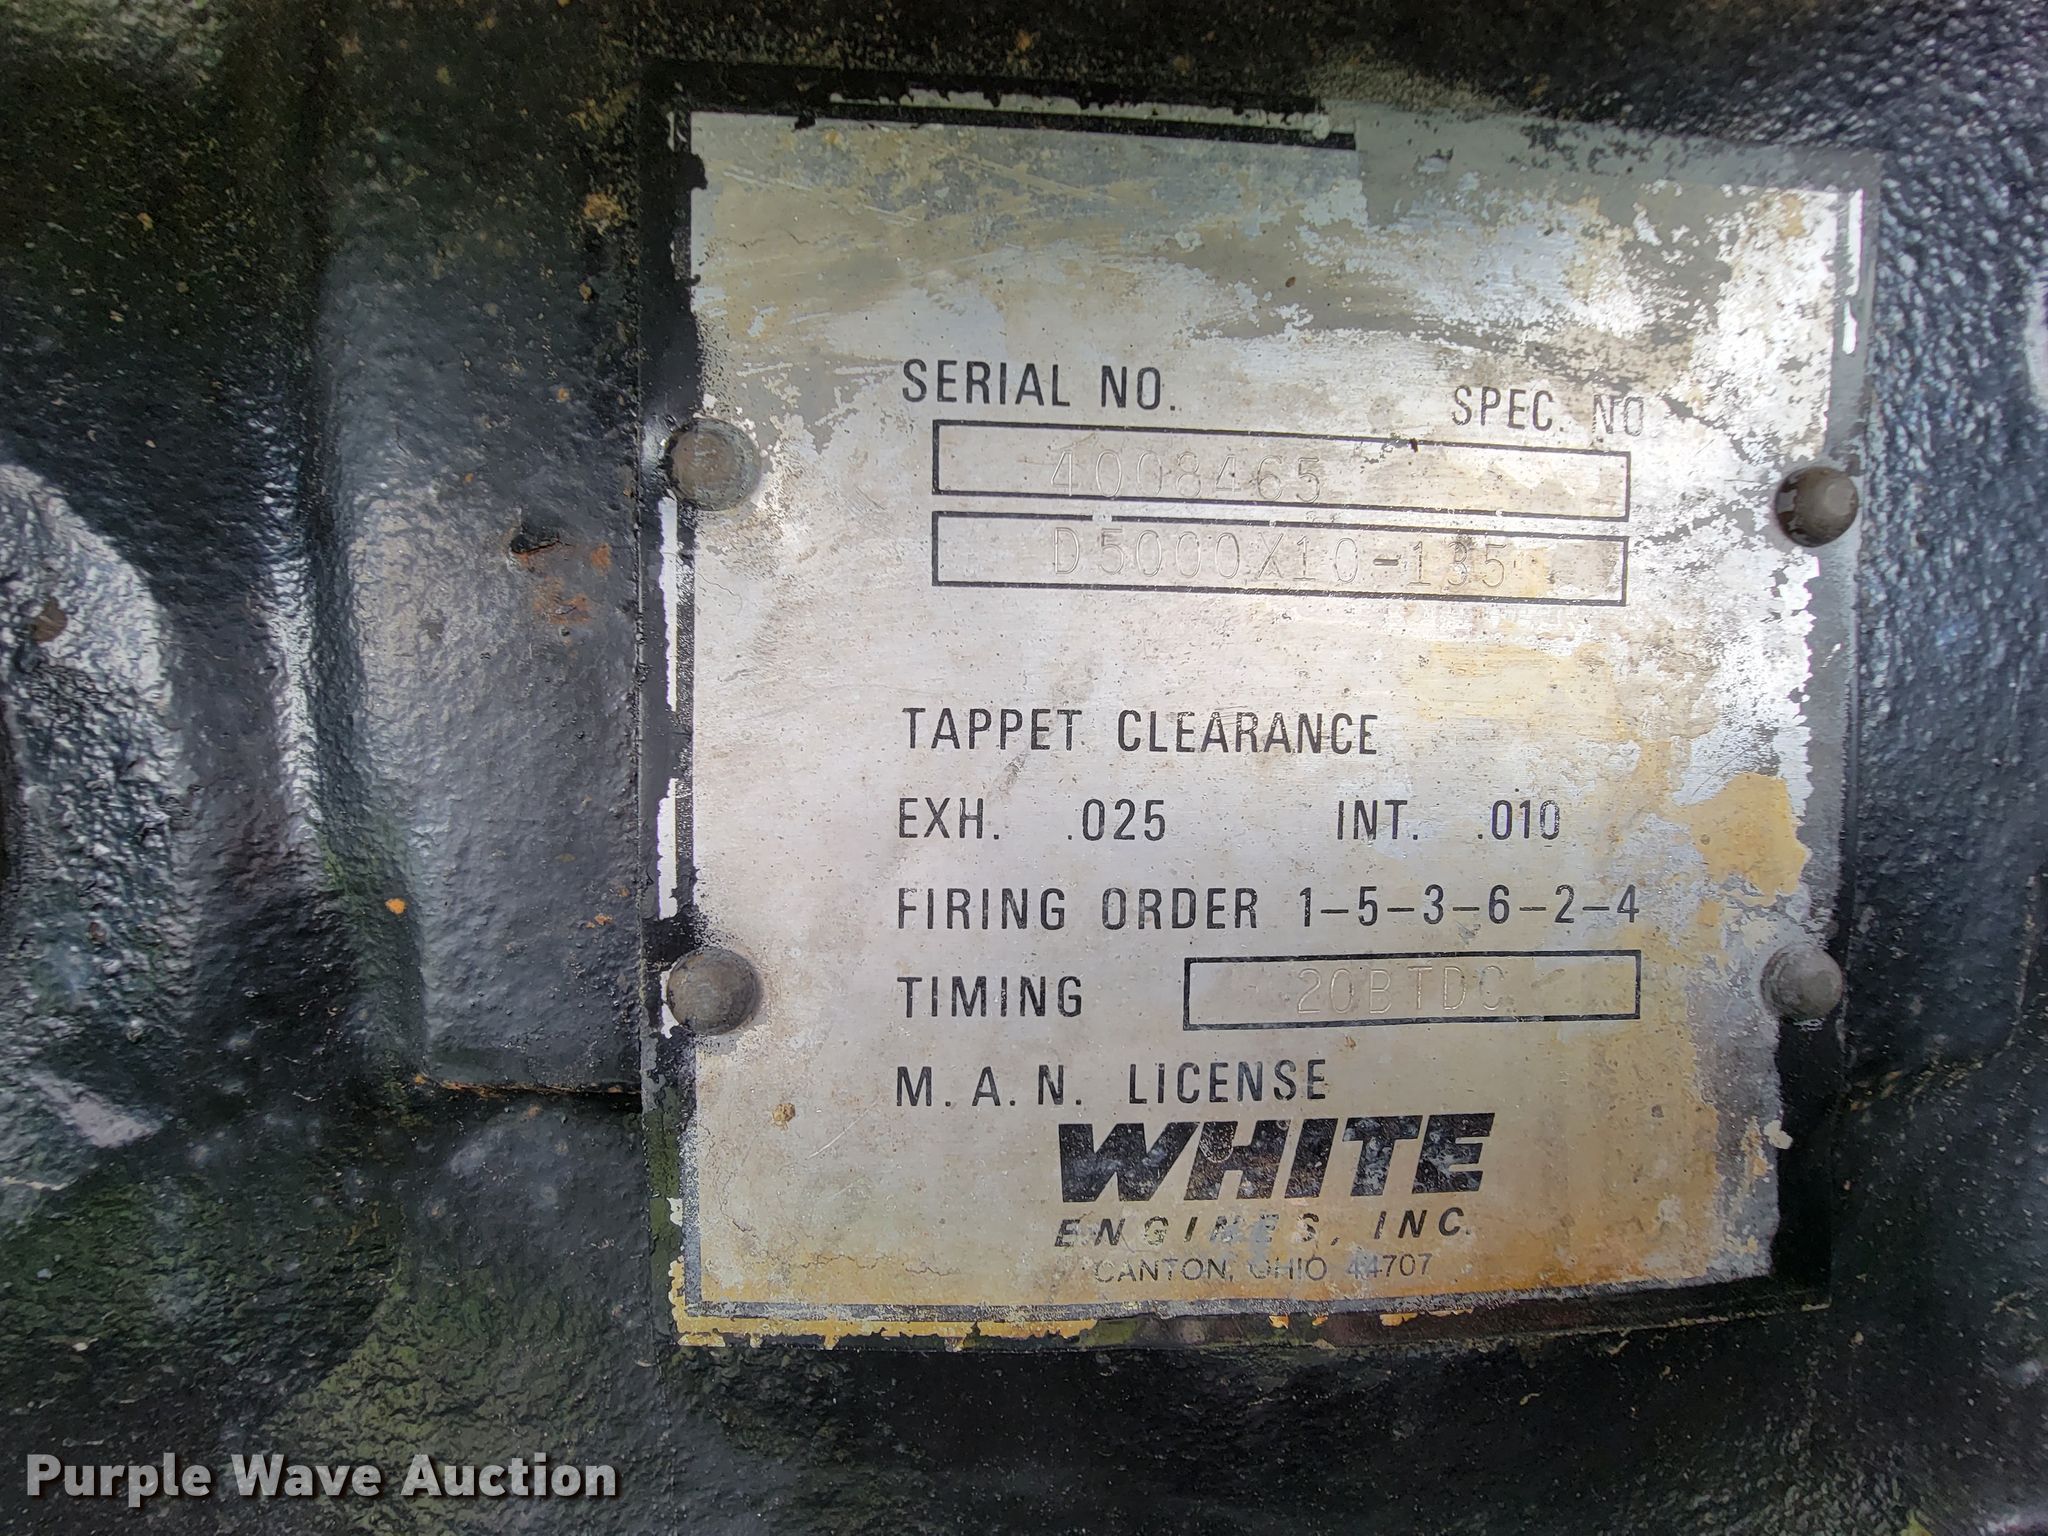 SERIAL NO. SPEC. NO
4008465
D5000X10-135
TAPPET CLEARANCE
EXH. .025 INT. .010
FIRING ORDER 1-5-3-6-2-4
TIMING 20BTDC
M.A.N. LICENSE
WHITE
ENGINES, INC.
CANTON, OHIO 44707
Purple Wave Auction